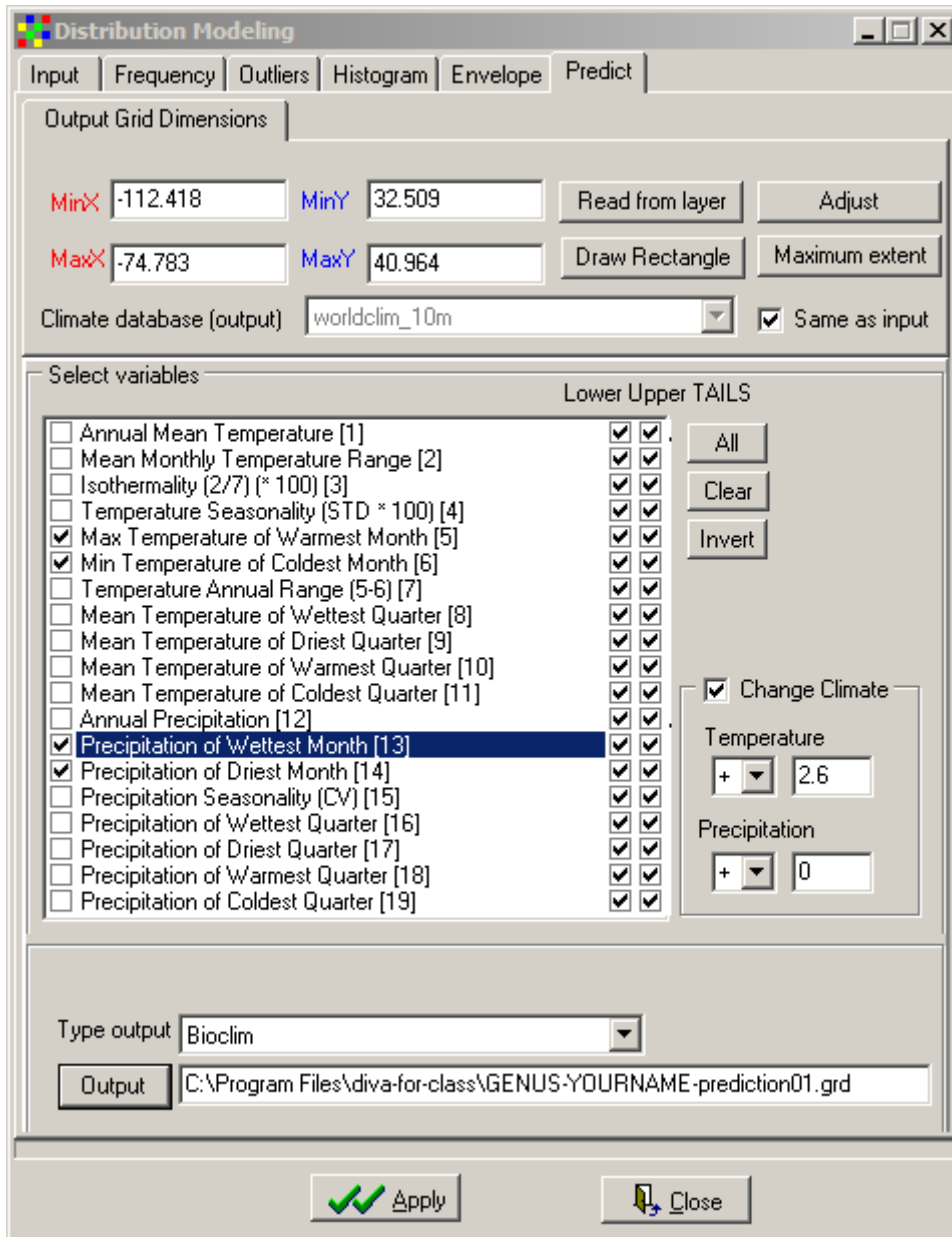 Distribution Modeling
Input Frequency Outliers Histogram Envelope Predict
Output Grid Dimensions
MinX -112.418 MinY 32.509 Read from layer Adjust
MaxX -74.783 MaxY 40.964 Draw Rectangle Maximum extent
Climate database (output) worldclim_10m Same as input
Select variables
Lower Upper TAILS
Annual Mean Temperature [1]
Mean Monthly Temperature Range [2]
Isothermality (2/7) (* 100) [3]
Temperature Seasonality (STD * 100) [4]
Max Temperature of Warmest Month [5]
Min Temperature of Coldest Month [6]
Temperature Annual Range (5-6) [7]
Mean Temperature of Wettest Quarter [8]
Mean Temperature of Driest Quarter [9]
Mean Temperature of Warmest Quarter [10]
Mean Temperature of Coldest Quarter [11]
Annual Precipitation [12]
Precipitation of Wettest Month [13]
Precipitation of Driest Month [14]
Precipitation Seasonality (CV) [15]
Precipitation of Wettest Quarter [16]
Precipitation of Driest Quarter [17]
Precipitation of Warmest Quarter [18]
Precipitation of Coldest Quarter [19]
All
Clear
Invert
Change Climate
Temperature
+ 2.6
Precipitation
+ 0
Type output Bioclim
Output C:\Program Files\diva-for-class\GENUS-YOURNAME-prediction01.grd
Apply Close